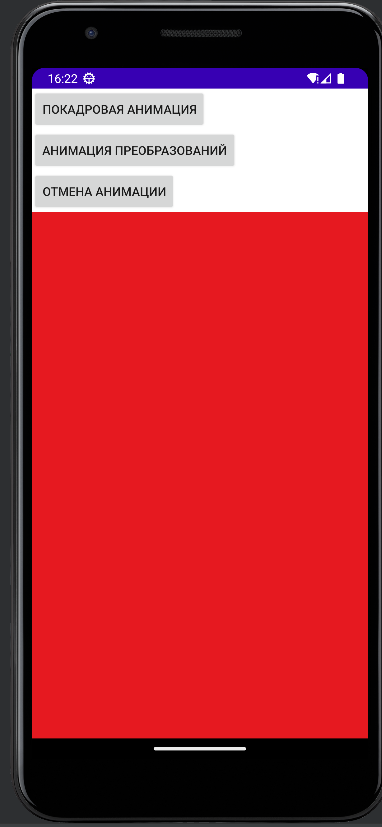 16:22
ПОКАДРОВАЯ АНИМАЦИЯ
АНИМАЦИЯ ПРЕОБРАЗОВАНИЙ
ОТМЕНА АНИМАЦИИ